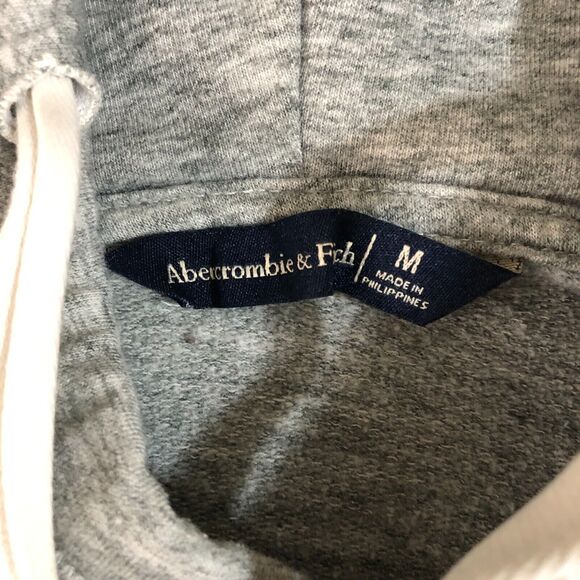 Abercrombie & Fitch
M
MADE IN
PHILIPPINES